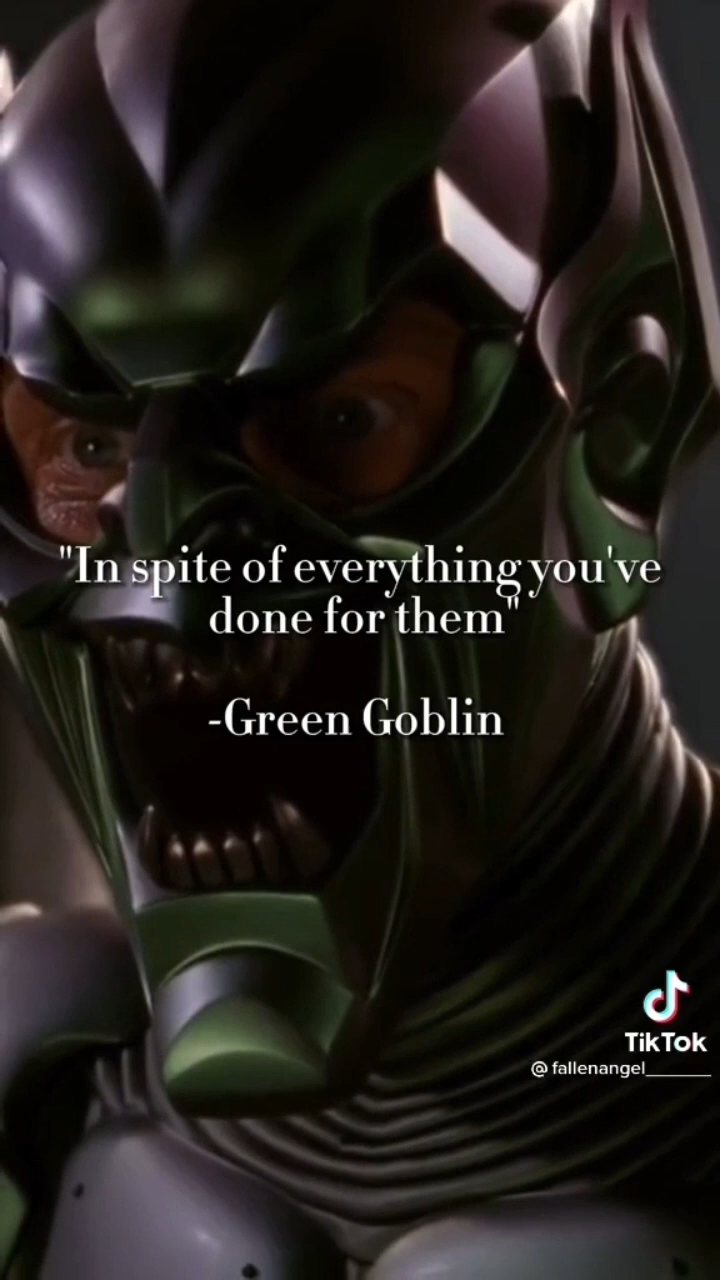 "In spite of everything you've
done for them"
-Green Goblin
TikTok
@fallenangel_______